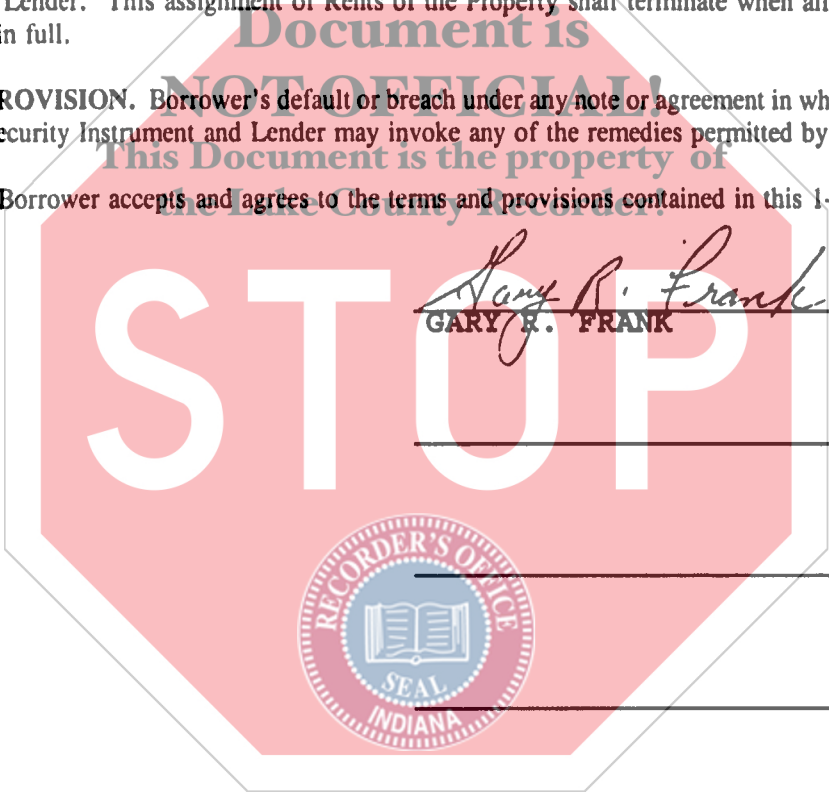 Lender. This assignment of Rents of the Property shall terminate when all
Document is
in full.
NOT OFFICIAL!
ROVISION. Borrower's default or breach under any note or agreement in wh
ecurity Instrument and Lender may invoke any of the remedies permitted by
This Document is the property of
the Lake County Recorder!
Borrower accepts and agrees to the terms and provisions contained in this 1-
Gary R. Frank
GARY R. FRANK
STOP
RECORDER'S OFFICE
SEAL
INDIANA